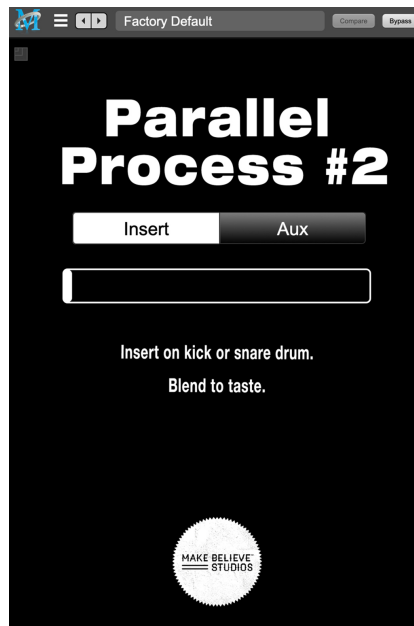 Factory Default
Compare
Bypass
Parallel
Process #2
Insert
Aux
Insert on kick or snare drum.
Blend to taste.
MAKE BELIEVE™
STUDIOS